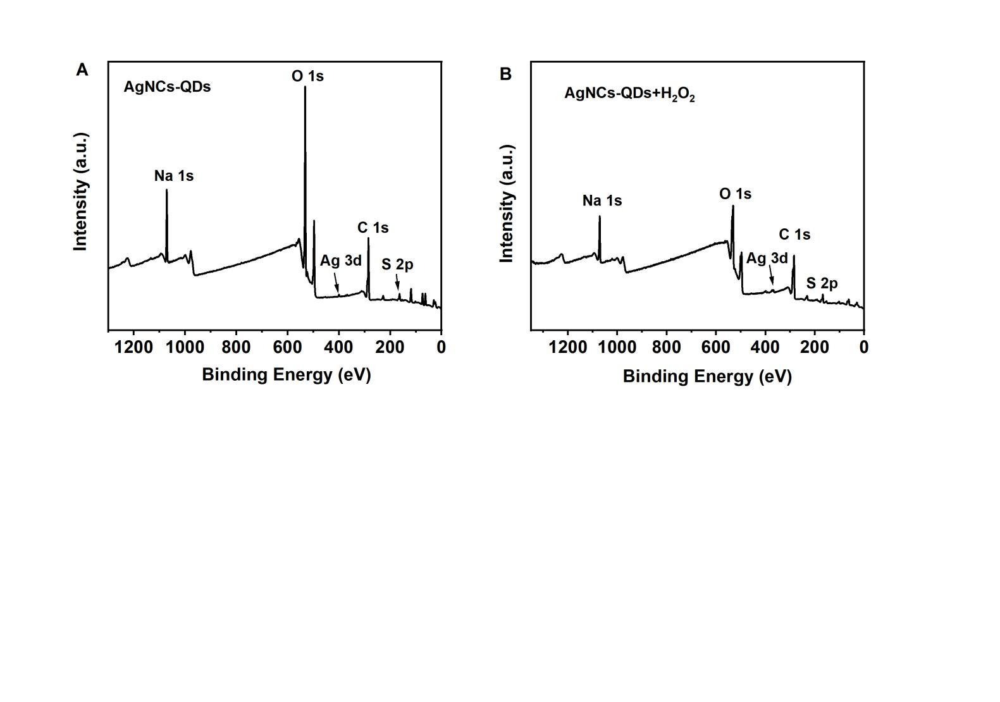 A
AgNCs-QDs
O 1s
Na 1s
C 1s
Ag 3d
S 2p
Intensity (a.u.)
1200 1000 800 600 400 200 0
Binding Energy (eV)
B
AgNCs-QDs+H₂O₂
O 1s
Na 1s
C 1s
Ag 3d
S 2p
Intensity (a.u.)
1200 1000 800 600 400 200 0
Binding Energy (eV)